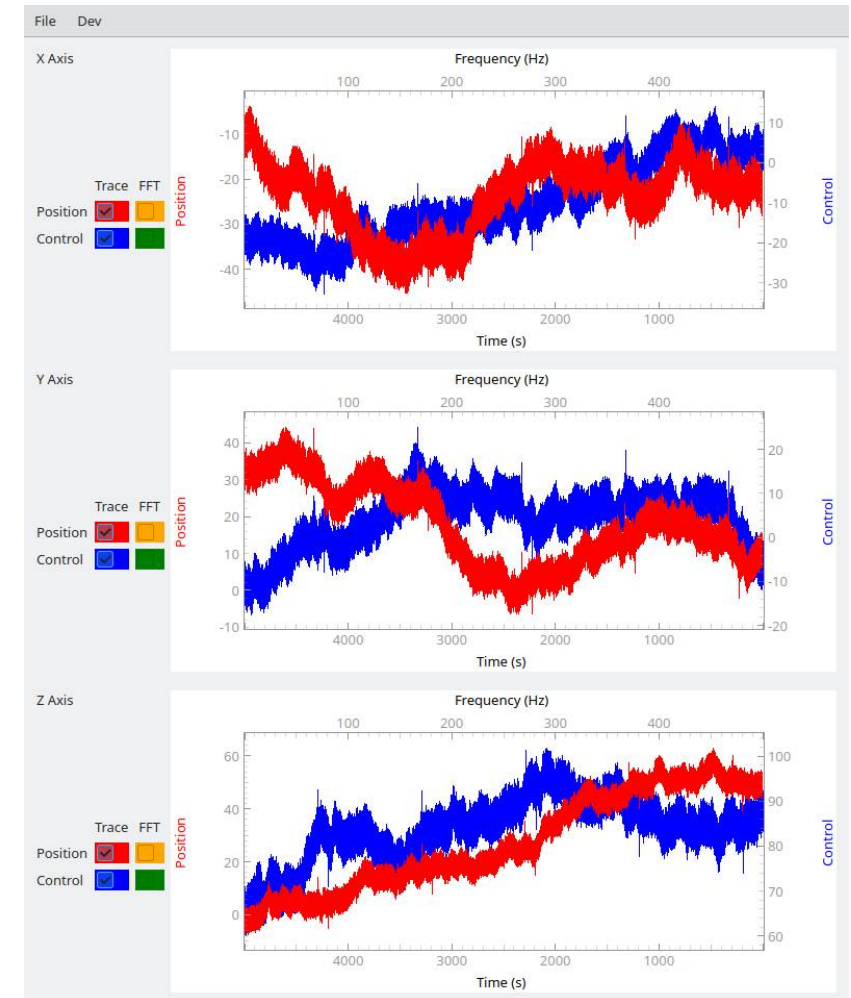 File Dev
X Axis
Frequency (Hz)
100 200 300 400
-10 10
0
-20
-10
-30
-20
-40
-30
Trace FFT
Position
Control
Position
Control
4000 3000 2000 1000
Time (s)
Y Axis
Frequency (Hz)
100 200 300 400
40 20
30
10
20
0
10
-10
0
-10 -20
Trace FFT
Position
Control
Position
Control
4000 3000 2000 1000
Time (s)
Z Axis
Frequency (Hz)
100 200 300 400
60 100
90
40
80
20
70
0
60
Trace FFT
Position
Control
Position
Control
4000 3000 2000 1000
Time (s)